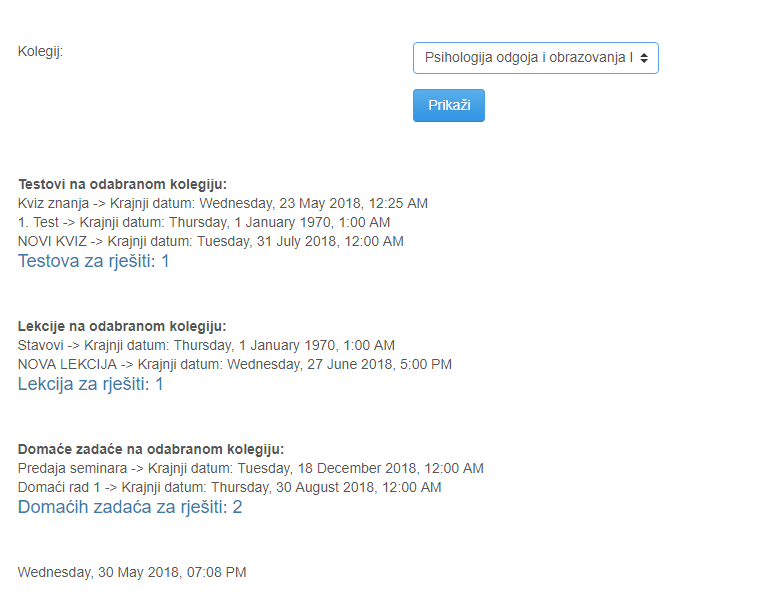 Kolegij:
Psihologija odgoja i obrazovanja I
Prikaži
Testovi na odabranom kolegiju:
Kviz znanja -> Krajnji datum: Wednesday, 23 May 2018, 12:25 AM
1. Test -> Krajnji datum: Thursday, 1 January 1970, 1:00 AM
NOVI KVIZ -> Krajnji datum: Tuesday, 31 July 2018, 12:00 AM
Testova za rješiti: 1
Lekcije na odabranom kolegiju:
Stavovi -> Krajnji datum: Thursday, 1 January 1970, 1:00 AM
NOVA LEKCIJA -> Krajnji datum: Wednesday, 27 June 2018, 5:00 PM
Lekcija za rješiti: 1
Domaće zadaće na odabranom kolegiju:
Predaja seminara -> Krajnji datum: Tuesday, 18 December 2018, 12:00 AM
Domaći rad 1 -> Krajnji datum: Thursday, 30 August 2018, 12:00 AM
Domaćih zadaća za rješiti: 2
Wednesday, 30 May 2018, 07:08 PM